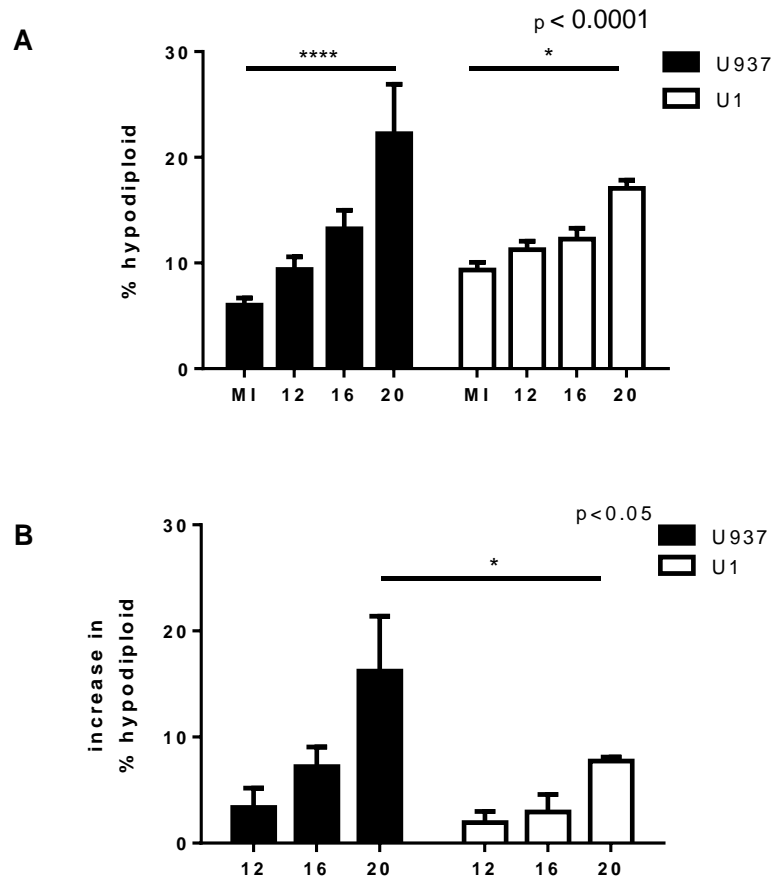 A
p < 0.0001
30
20
10
0
% hypodiploid
****
*
U937
U1
MI 12 16 20 MI 12 16 20
B
p<0.05
30
20
10
0
increase in
% hypodiploid
*
U937
U1
12 16 20 12 16 20